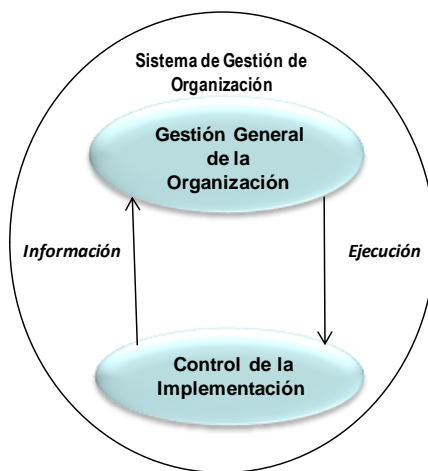 Sistema de Gestión de
Organización
Gestión General
de la
Organización
Información
Ejecución
Control de la
Implementación